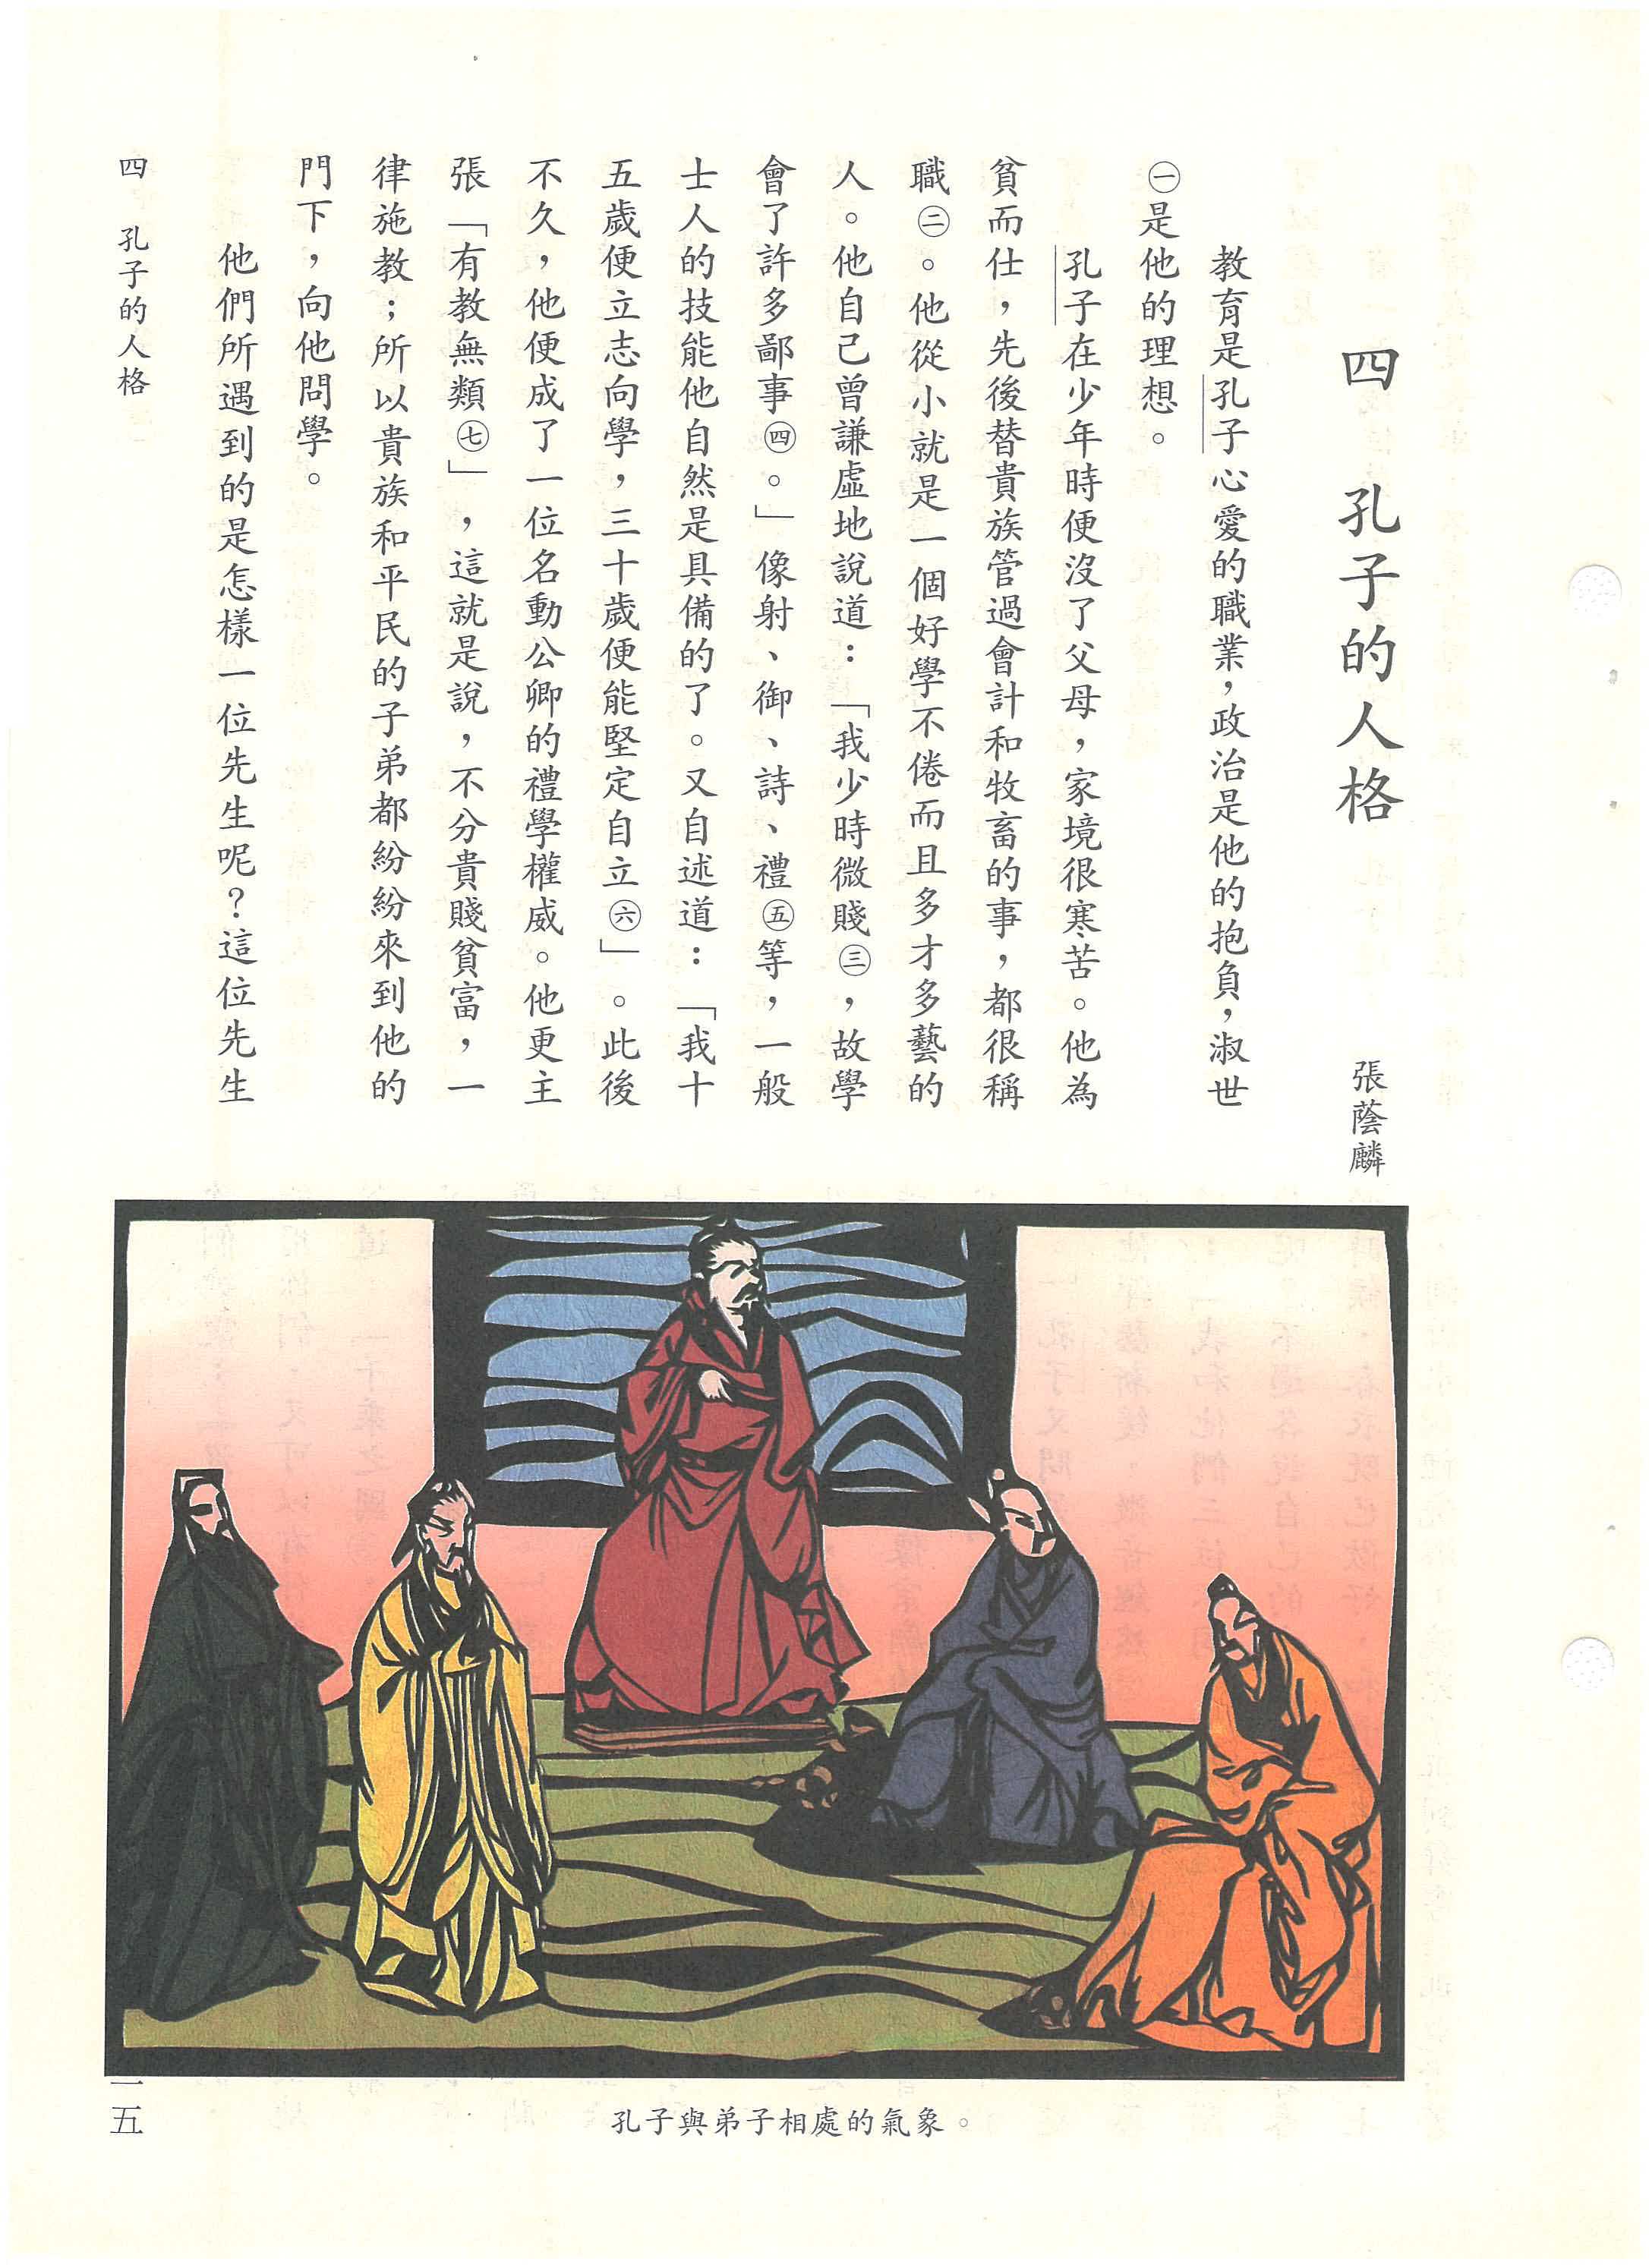 四　孔子的人格
張蔭麟
教育是孔子心愛的職業，政治是他的抱負，淑世
㊀是他的理想。
孔子在少年時便沒了父母，家境很寒苦。他為
貧而仕，先後替貴族管過會計和牧畜的事，都很稱
職㊁。他從小就是一個好學不倦而且多才多藝的
人。他自己曾謙虛地說道：「我少時微賤㊂，故學
會了許多鄙事㊃。」像射、御、詩、禮㊄等，一般
士人的技能他自然是具備的了。又自述道：「我十
五歲便立志向學，三十歲便能堅定自立㊅」。此後
不久，他便成了一位名動公卿的禮學權威。他更主
張「有教無類㊆」，這就是說，不分貴賤貧富，一
律施教；所以貴族和平民的子弟都紛紛來到他的
門下，向他問學。
他們所遇到的是怎樣一位先生呢？這位先生
孔子與弟子相處的氣象。
四　孔子的人格
一五